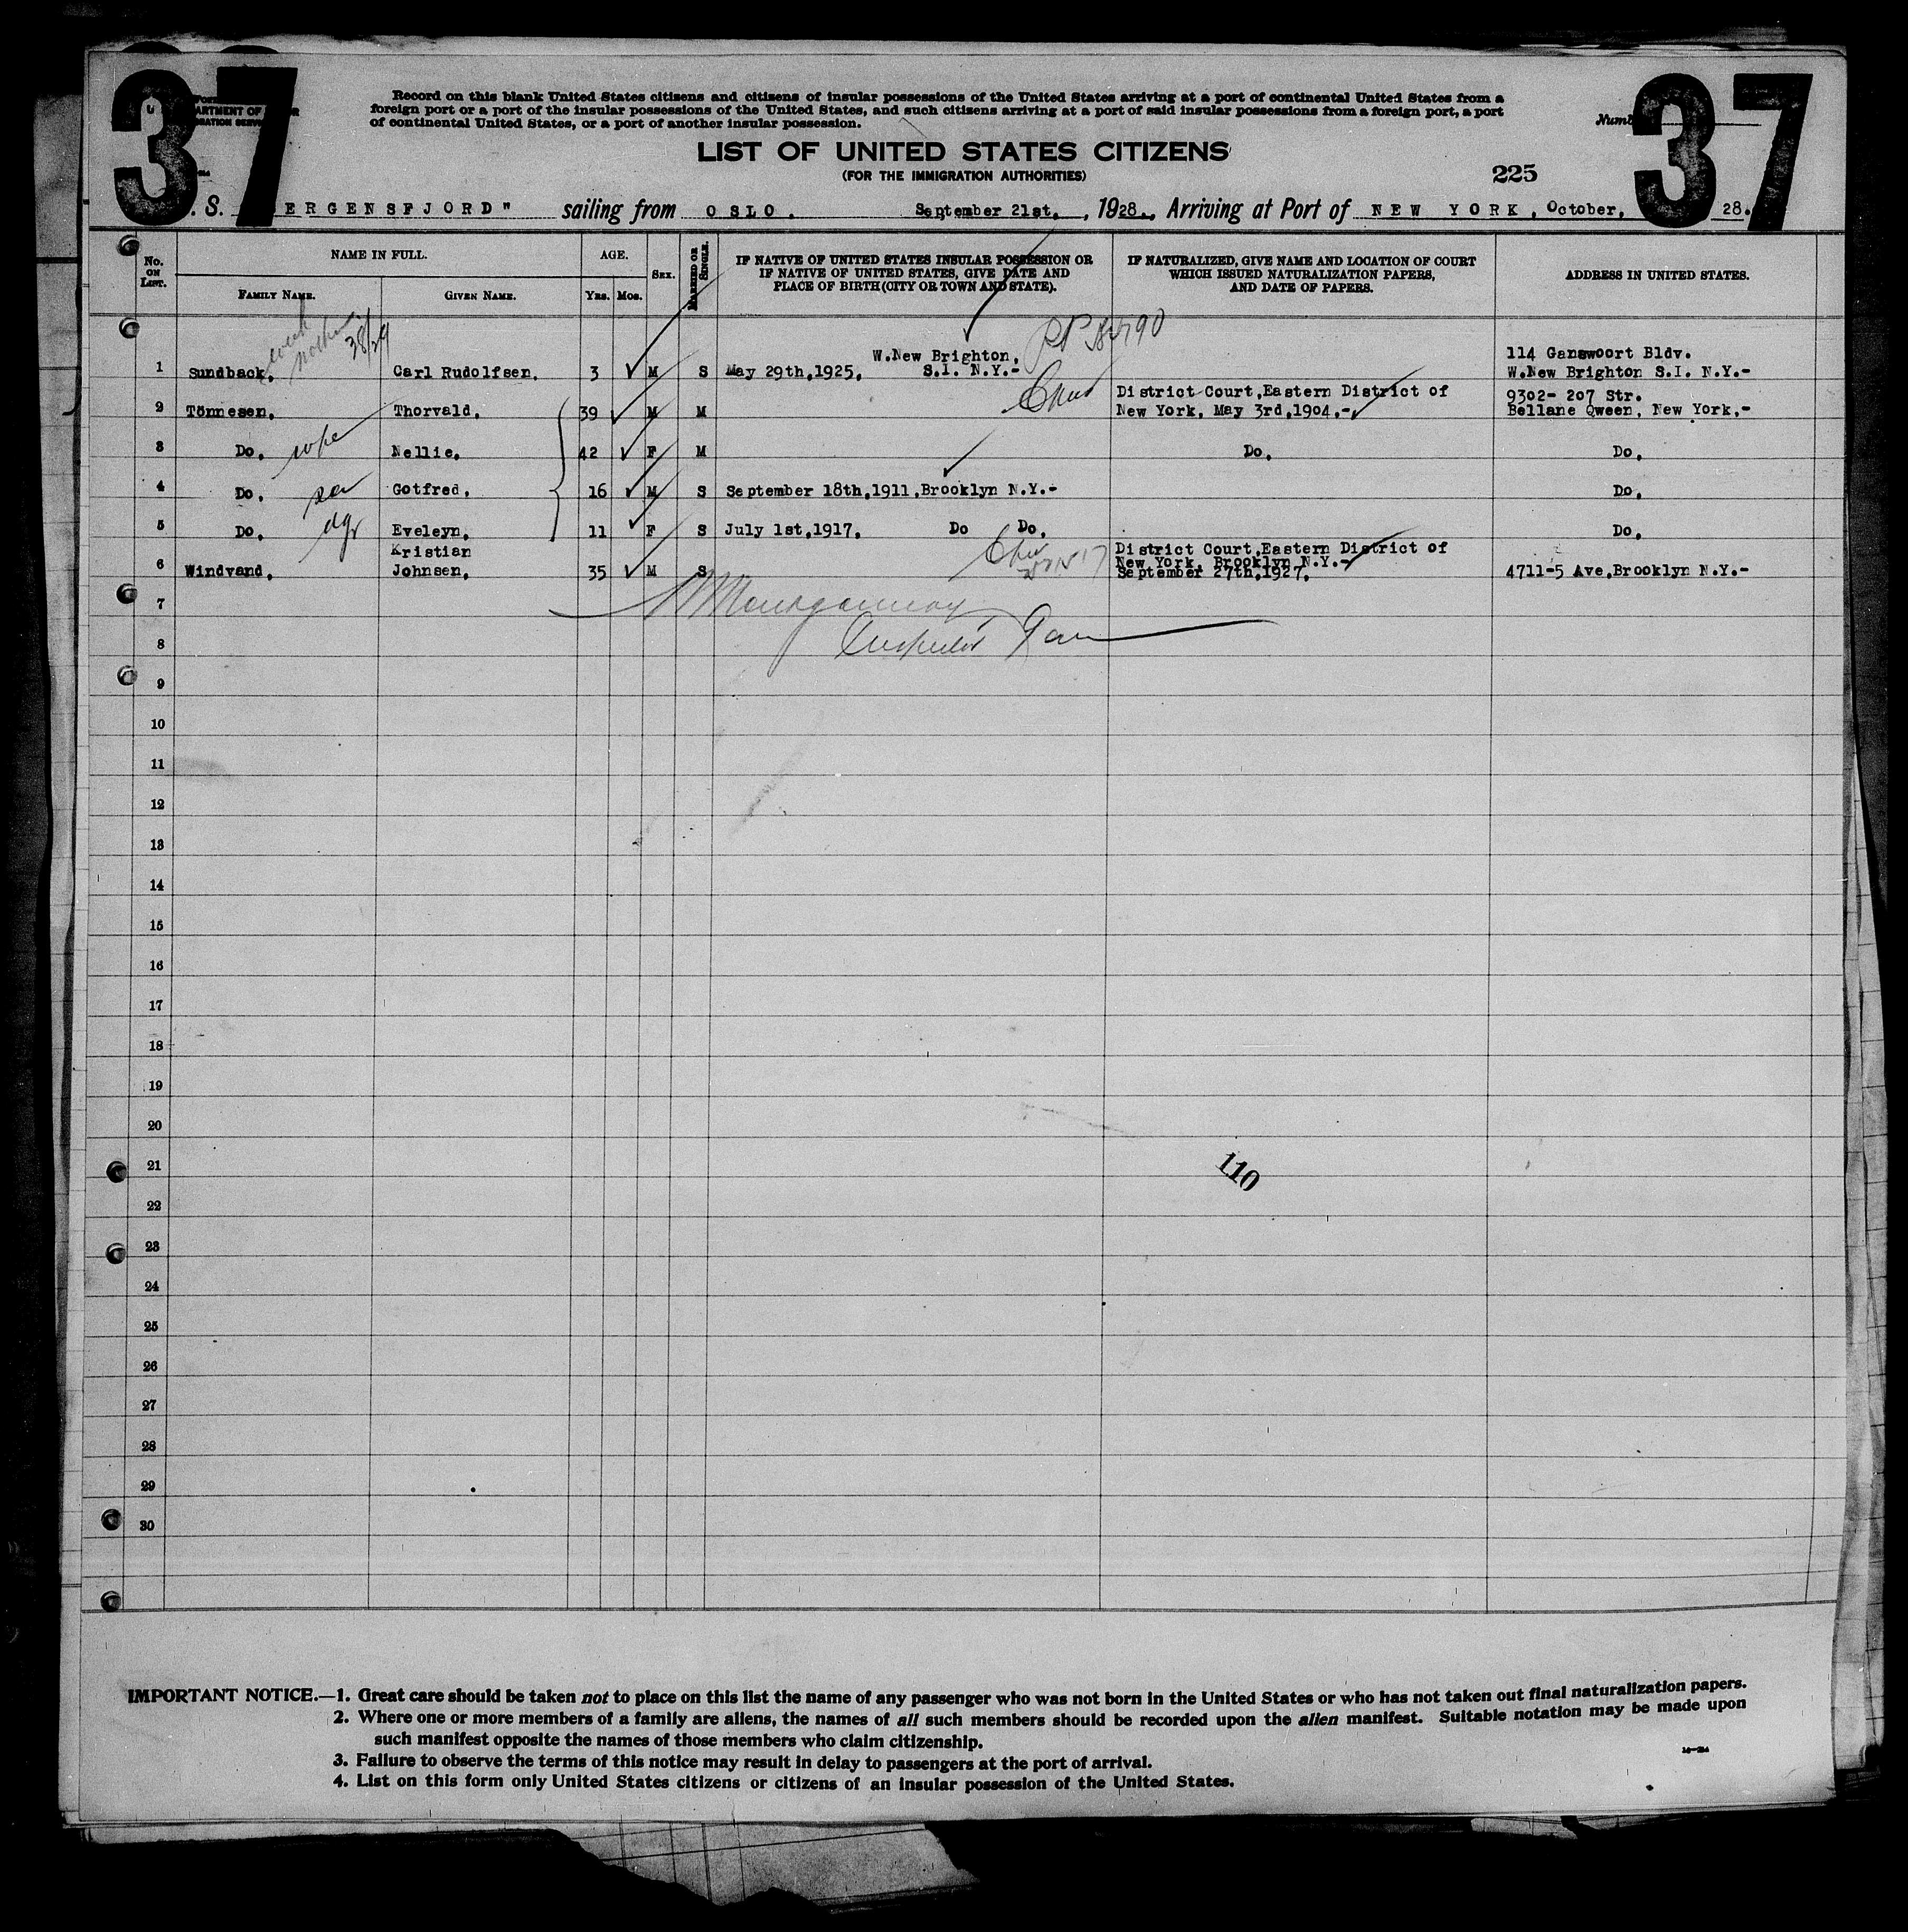 37
37
Record on this blank United States citizens and citizens of insular possessions of the United States arriving at a port of continental United States from a
foreign port or a port of the insular possessions of the United States, and such citizens arriving at a port of said insular possessions from a foreign port, a port
of continental United States, or a port of another insular possession.
LIST OF UNITED STATES CITIZENS
(FOR THE IMMIGRATION AUTHORITIES)
225
S. ERGENSFJORD" sailing from OSLO. September 21st, , 1928., Arriving at Port of NEW YORK, October, 28.
No. ON LIST.
NAME IN FULL.
FAMILY NAME.
GIVEN NAME.
AGE.
YRS. MOS.
SEX.
MARRIED OR SINGLE.
IF NATIVE OF UNITED STATES INSULAR POSSESSION OR
IF NATIVE OF UNITED STATES, GIVE DATE AND
PLACE OF BIRTH (CITY OR TOWN AND STATE).
IF NATURALIZED, GIVE NAME AND LOCATION OF COURT
WHICH ISSUED NATURALIZATION PAPERS,
AND DATE OF PAPERS.
ADDRESS IN UNITED STATES.
with mother 38/29
W.New Brighton, 114 Ganswoort Bldv.
1 Sundback, Carl Rudolfsen, 3 M S May 29th,1925, S.I. N.Y.- W.New Brighton S.I. N.Y.-
District Court,Eastern District of 9302- 207 Str.
2 Tönnesen, Thorvald, 39 M M New York, May 3rd,1904.- Bellane Qween, New York,-
3 Do, wife Nellie, 42 F M Do. Do.
4 Do, Gotfred, 16 M S September 18th,1911,Brooklyn N.Y.- Do.
5 Do, dgr Eveleyn, 11 F S July 1st,1917, Do Do. Do.
Kristian District Court,Eastern District of
New York, Brooklyn N.Y.-
6 Windvand, Johnsen, 35 M S September 27th,1927, 4711-5 Ave,Brooklyn N.Y.-
7
Montgomery
8
9
10
11
12
13
14
15
16
17
18
19
20
21
110
22
23
24
25
26
27
28
29
30
IMPORTANT NOTICE.—1. Great care should be taken not to place on this list the name of any passenger who was not born in the United States or who has not taken out final naturalization papers.
2. Where one or more members of a family are aliens, the names of all such members should be recorded upon the alien manifest. Suitable notation may be made upon
such manifest opposite the names of those members who claim citizenship.
3. Failure to observe the terms of this notice may result in delay to passengers at the port of arrival.
4. List on this form only United States citizens or citizens of an insular possession of the United States.